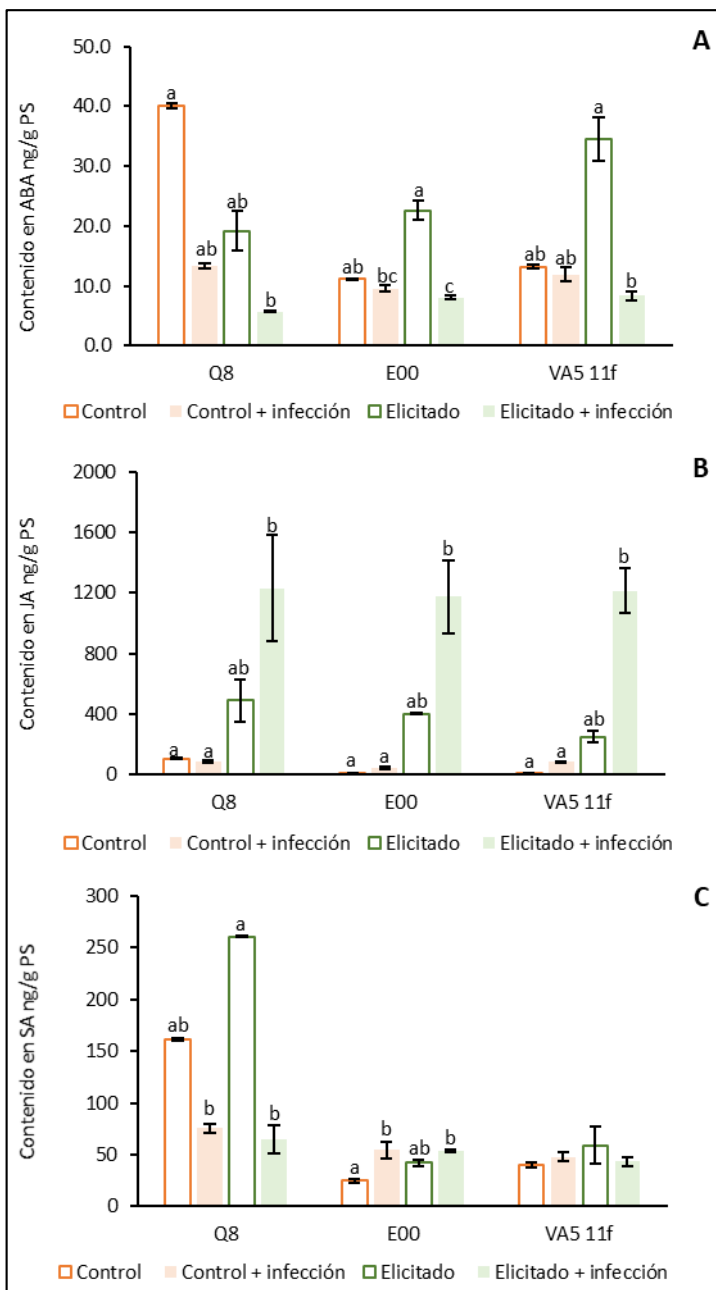 A
50.0
40.0
30.0
20.0
10.0
0.0
Contenido en ABA ng/g PS
a
ab
ab
b
ab
bc
a
c
ab
ab
a
b
Q8 E00 VA5 11f
Control Control + infección Elicitado Elicitado + infección
B
2000
1600
1200
800
400
0
Contenido en JA ng/g PS
a
a
ab
b
a
a
ab
b
a
a
ab
b
Q8 E00 VA5 11f
Control Control + infección Elicitado Elicitado + infección
C
300
250
200
150
100
50
0
Contenido en SA ng/g PS
ab
b
a
b
a
b
ab
b
Q8 E00 VA5 11f
Control Control + infección Elicitado Elicitado + infección